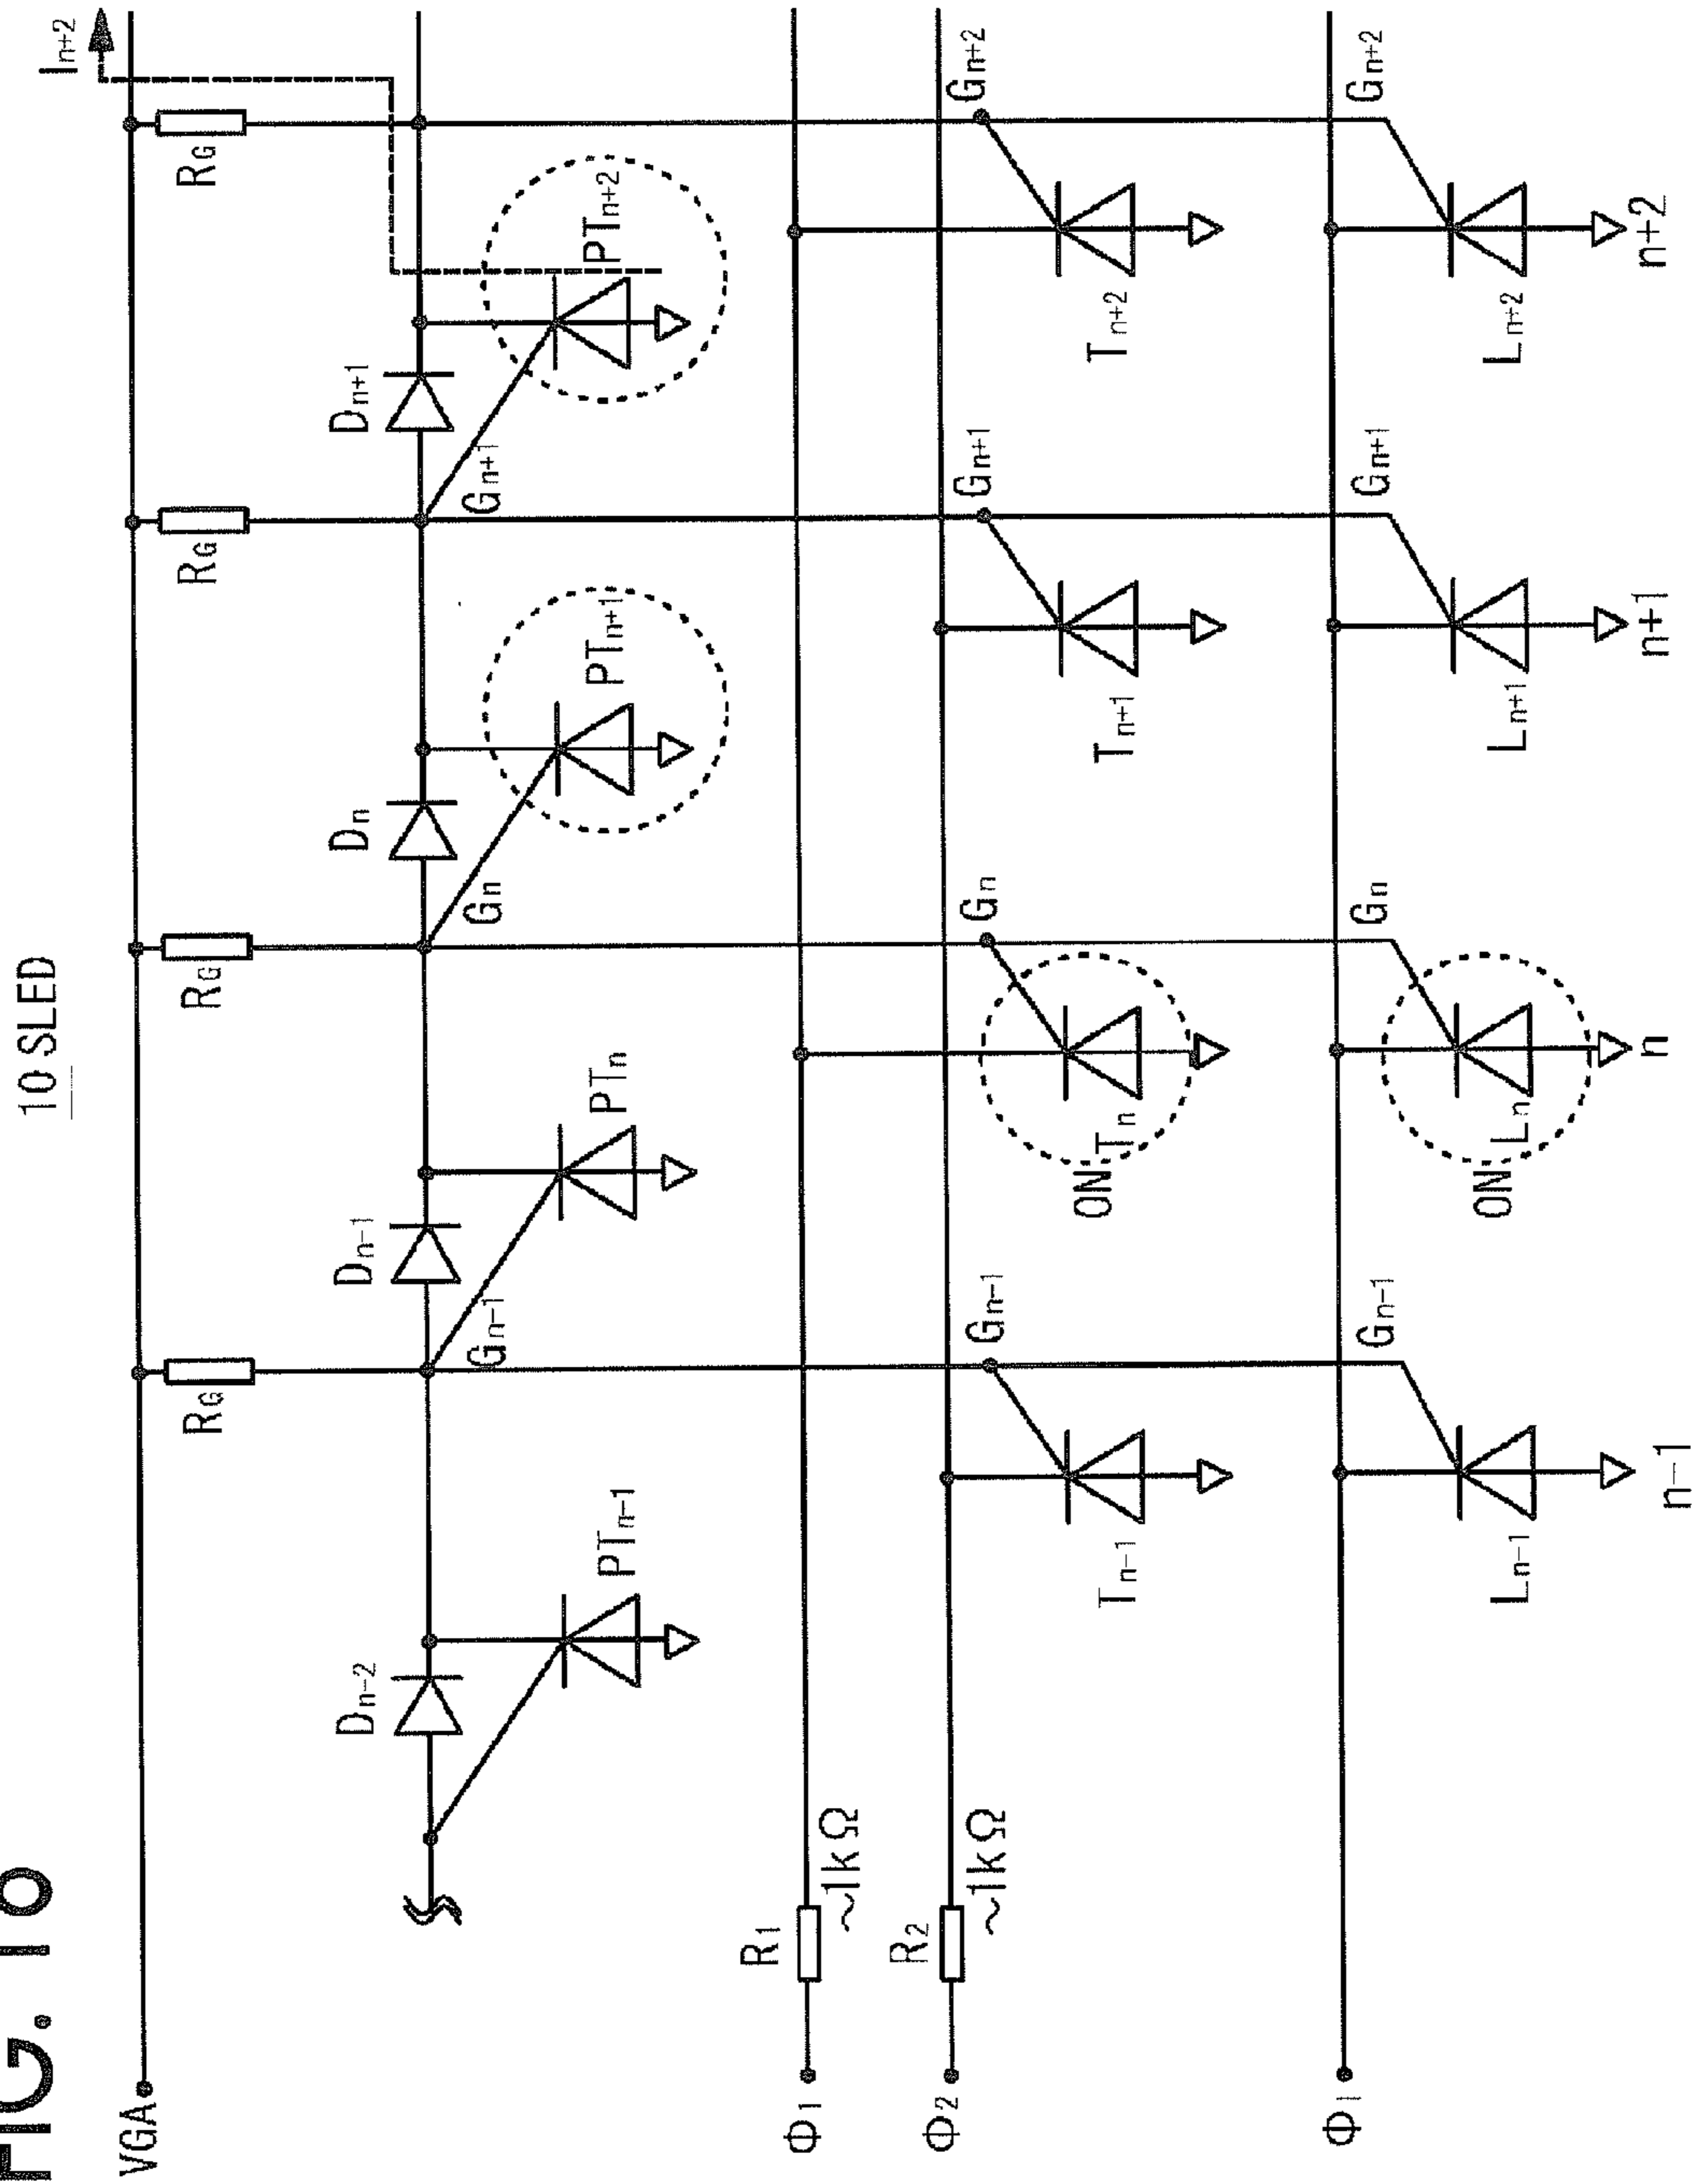 FIG. 16
10 SLED
VGA
RG
RG
RG
RG
In+2
Dn-2
Dn-1
Dn
Dn+1
PTn-1
Gn-1
PTn
Gn
PTn+1
Gn+1
PTn+2
Φ1
R1
~1kΩ
Φ2
R2
~1kΩ
Gn-1
Gn
Gn+1
Gn+2
Tn-1
ON:Tn
Tn+1
Tn+2
ΦI
Gn-1
Gn
Gn+1
Gn+2
Ln-1
ON:Ln
Ln+1
Ln+2
n-1
n
n+1
n+2